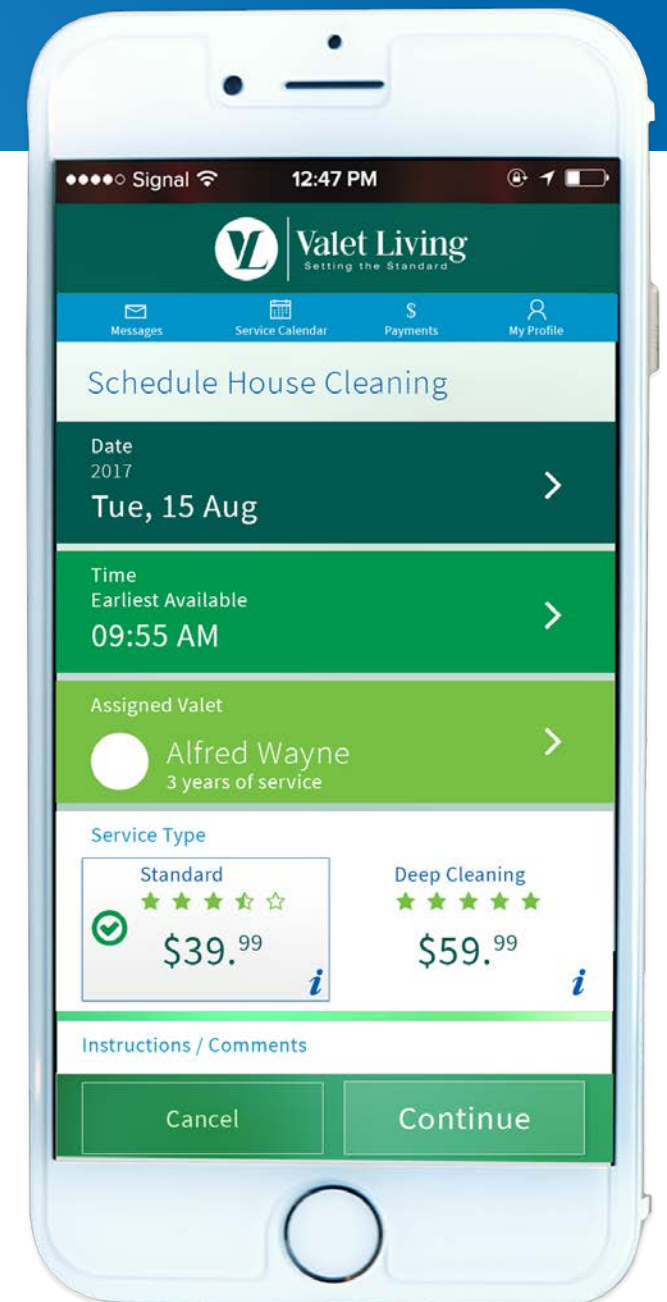 Signal 12:47 PM
VL Valet Living
Setting the Standard
Messages Service Calendar $ Payments My Profile
Schedule House Cleaning
Date
2017
Tue, 15 Aug
Time
Earliest Available
09:55 AM
Assigned Valet
Alfred Wayne
3 years of service
Service Type
Standard Deep Cleaning
$39.99 $59.99
i i
Instructions / Comments
Cancel Continue